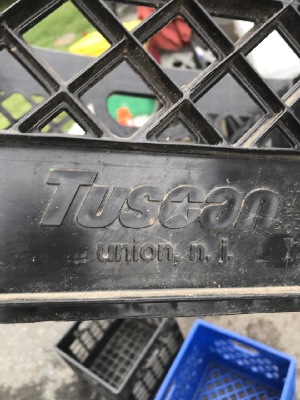 Tuscan
union, n. j.